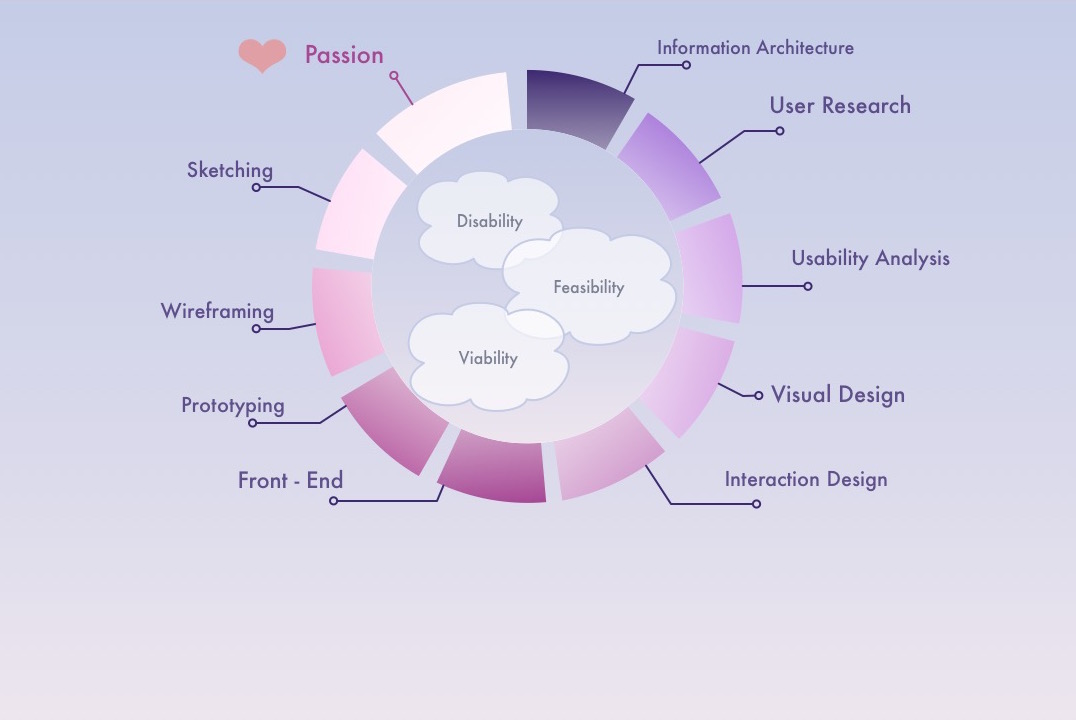 Passion
Information Architecture
User Research
Sketching
Disability
Usability Analysis
Feasibility
Wireframing
Viability
Visual Design
Prototyping
Front - End
Interaction Design